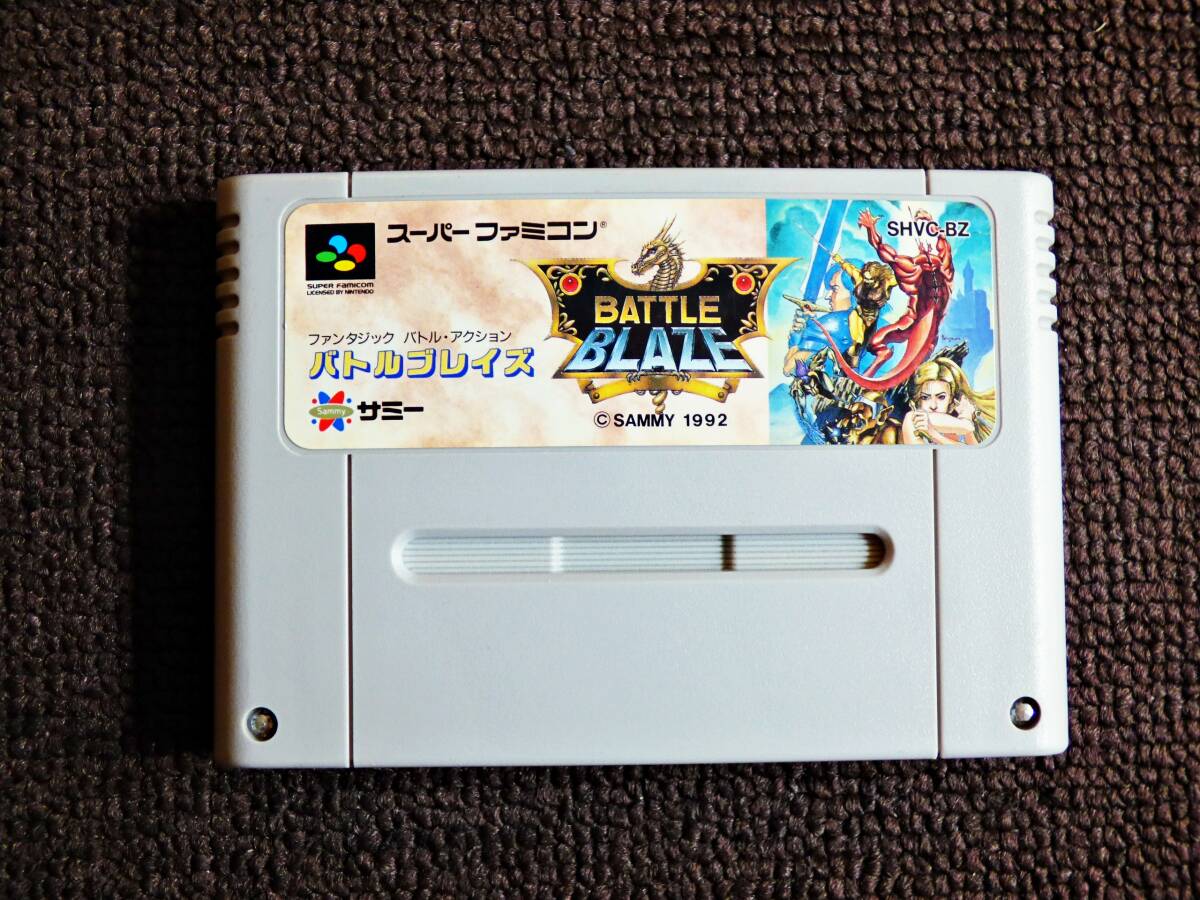 スーパーファミコン®
SUPER FAMICOM
LICENSED BY NINTENDO
SHVC-BZ
BATTLE
BLAZE
ファンタジック バトル・アクション
バトルブレイズ
Sammy サミー
©SAMMY 1992